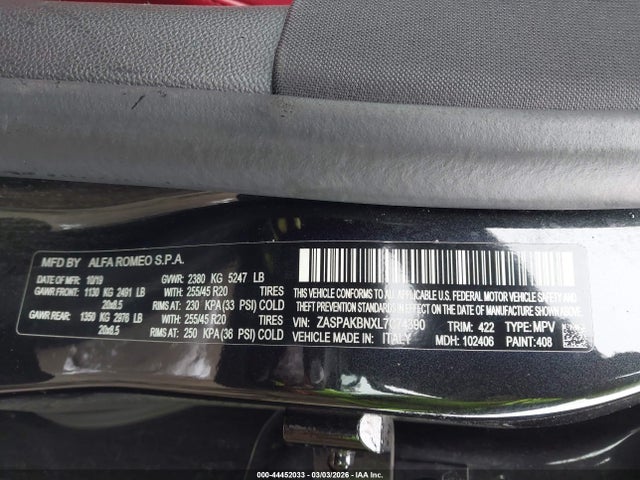 MFD BY ALFA ROMEO S.P.A.
DATE OF MFR: 10/19 GVWR: 2380 KG 5247 LB
GAWR FRONT: 1130 KG 2491 LB WITH: 255/45 R20 TIRES
20x8.5 RIMS AT: 230 KPA (33 PSI) COLD
GAWR REAR: 1350 KG 2976 LB WITH: 255/45 R20 TIRES
20x8.5 RIMS AT: 250 KPA (36 PSI) COLD
THIS VEHICLE CONFORMS TO ALL APPLICABLE U.S. FEDERAL MOTOR VEHICLE SAFETY, BUMPER, AND
THEFT PREVENTION STANDARDS IN EFFECT ON THE DATE OF MANUFACTURE SHOWN ABOVE.
VIN: ZASPAKBNXL7C74390 TRIM: 422 TYPE: MPV
MADE IN: ITALY MDH: 102406 PAINT: 408
000-44452033 — 03/03/2026 — © IAA Inc.